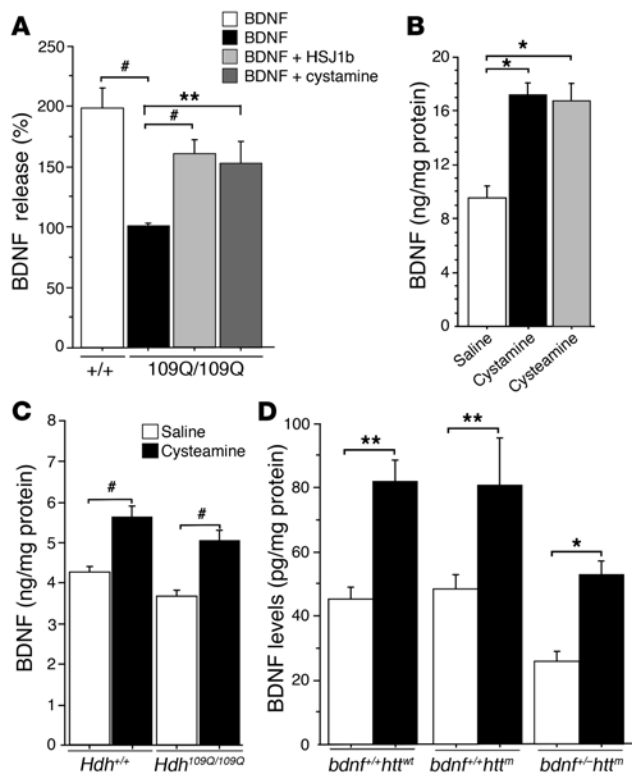 A
BDNF
BDNF
BDNF + HSJ1b
BDNF + cystamine
250
200
150
100
50
0
BDNF release (%)
#
**
#
+/+
109Q/109Q
B
20
16
12
8
4
0
BDNF (ng/mg protein)
*
*
Saline
Cystamine
Cysteamine
C
Saline
Cysteamine
7
6
5
4
3
2
1
0
BDNF (ng/mg protein)
#
#
Hdh+/+
Hdh109Q/109Q
D
100
80
60
40
20
0
BDNF levels (pg/mg protein)
**
**
*
bdnf+/+httwt
bdnf+/+httm
bdnf+/−httm